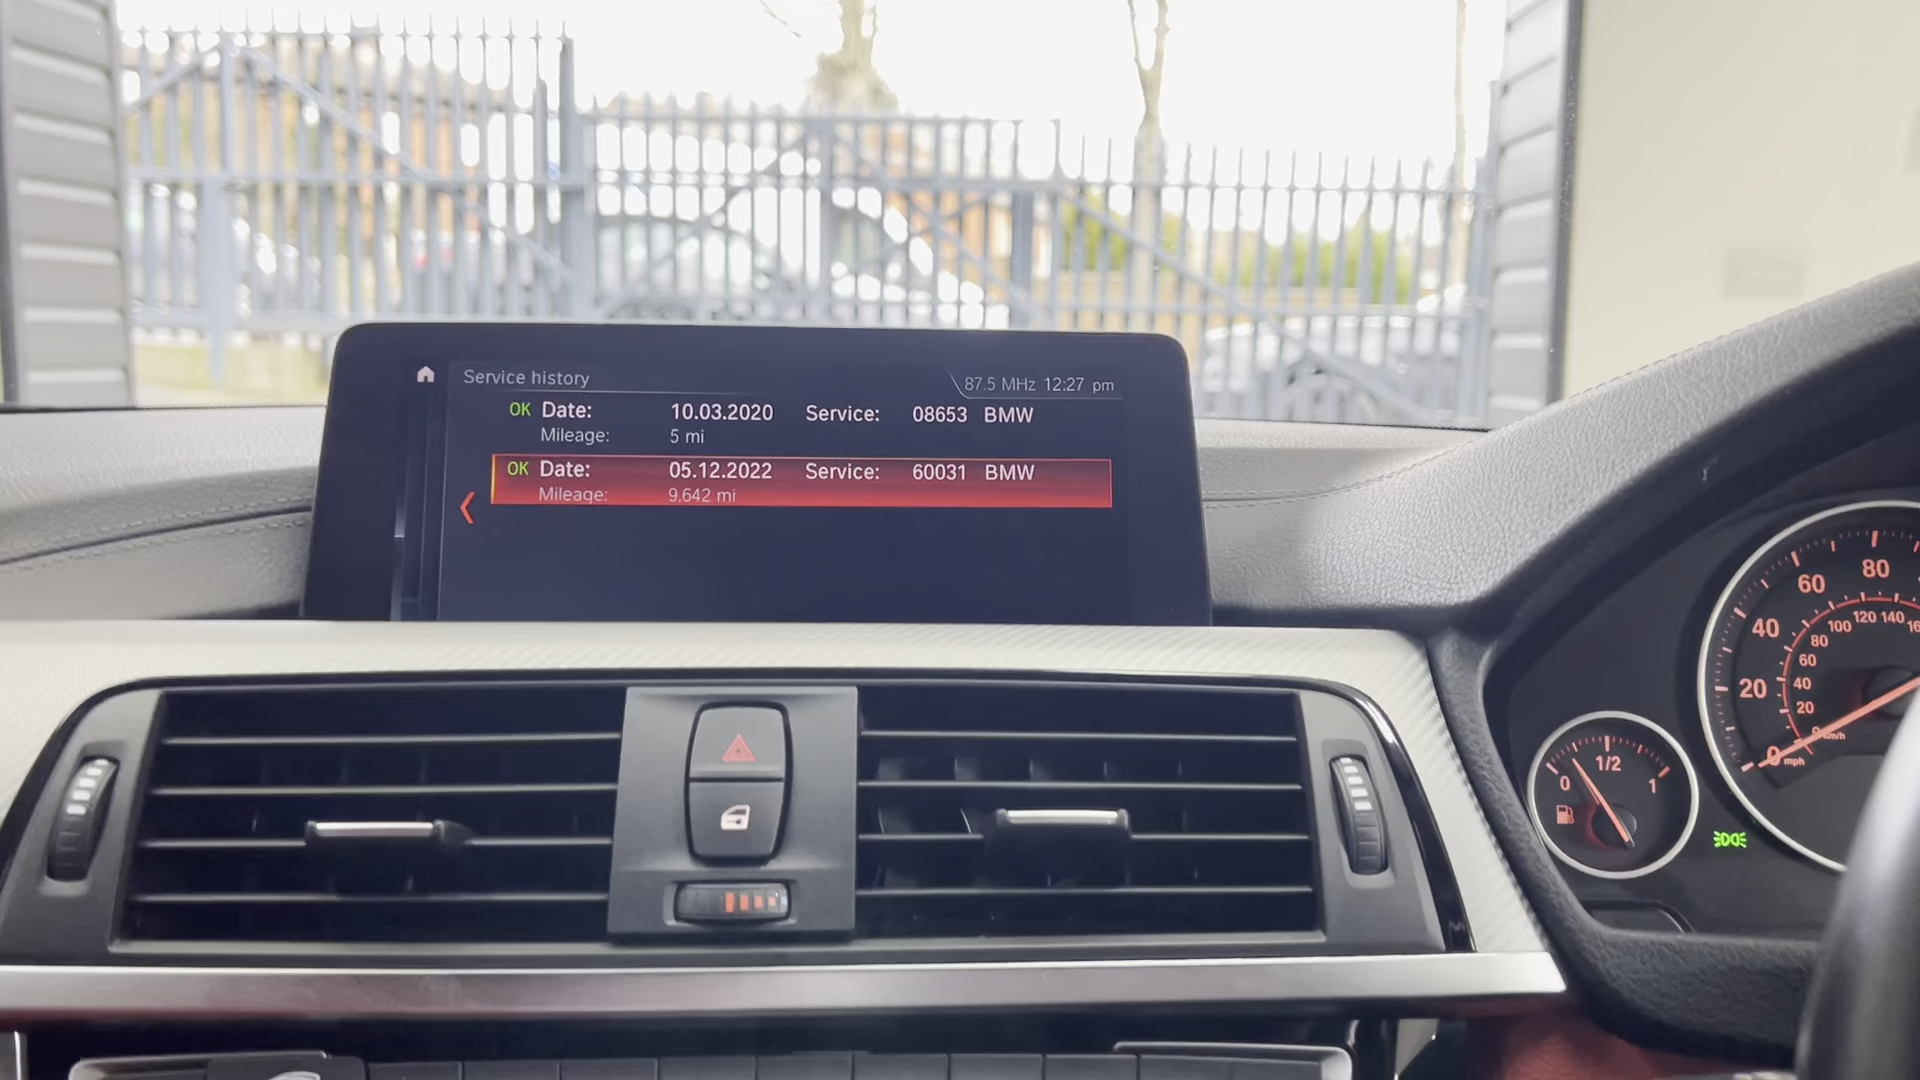 Service history
87.5 MHz 12:27 pm
OK Date: 10.03.2020 Service: 08653 BMW
Mileage: 5 mi
OK Date: 05.12.2022 Service: 60031 BMW
Mileage: 9.642 mi
0 1/2 1
0 20 40 60 80
mph
0 20 40 60 80 100 120 140
km/h